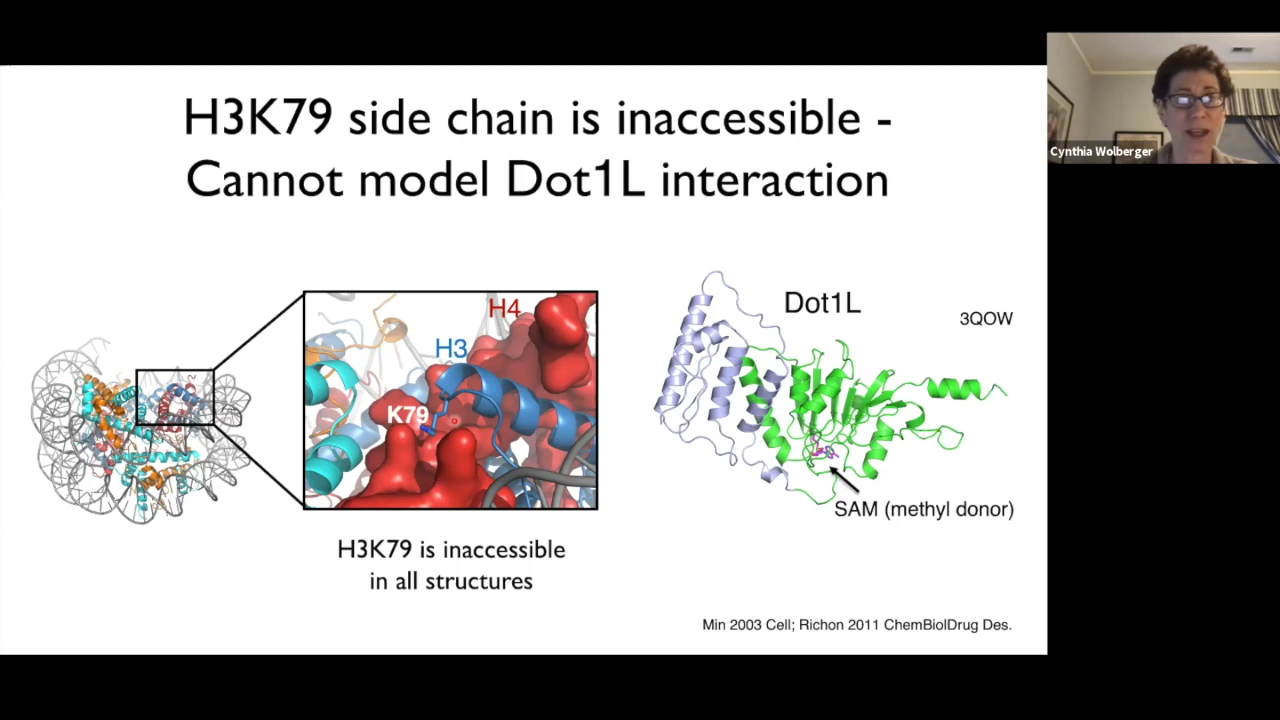 H3K79 side chain is inaccessible -
Cannot model Dot1L interaction
Cynthia Wolberger
H4
H3
K79
Dot1L
3QOW
SAM (methyl donor)
H3K79 is inaccessible
in all structures
Min 2003 Cell; Richon 2011 ChemBiolDrug Des.